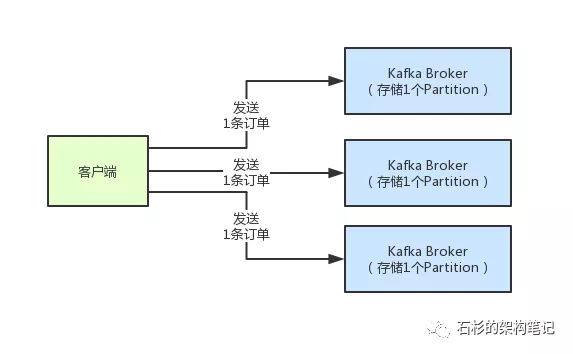 Kafka Broker
（存储1个Partition）
发送
1条订单
客户端
发送
1条订单
Kafka Broker
（存储1个Partition）
发送
1条订单
Kafka Broker
（存储1个Partition）
石杉的架构笔记